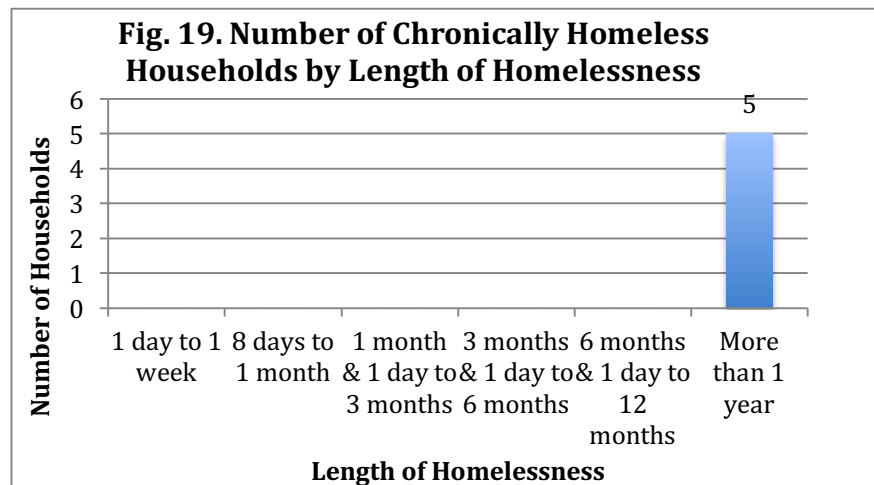 Fig. 19. Number of Chronically Homeless
Households by Length of Homelessness
Number of Households
6
5
4
3
2
1
0
5
1 day to 1
week
8 days to
1 month
1 month
& 1 day to
3 months
3 months
& 1 day to
6 months
6 months
& 1 day to
12
months
More
than 1
year
Length of Homelessness